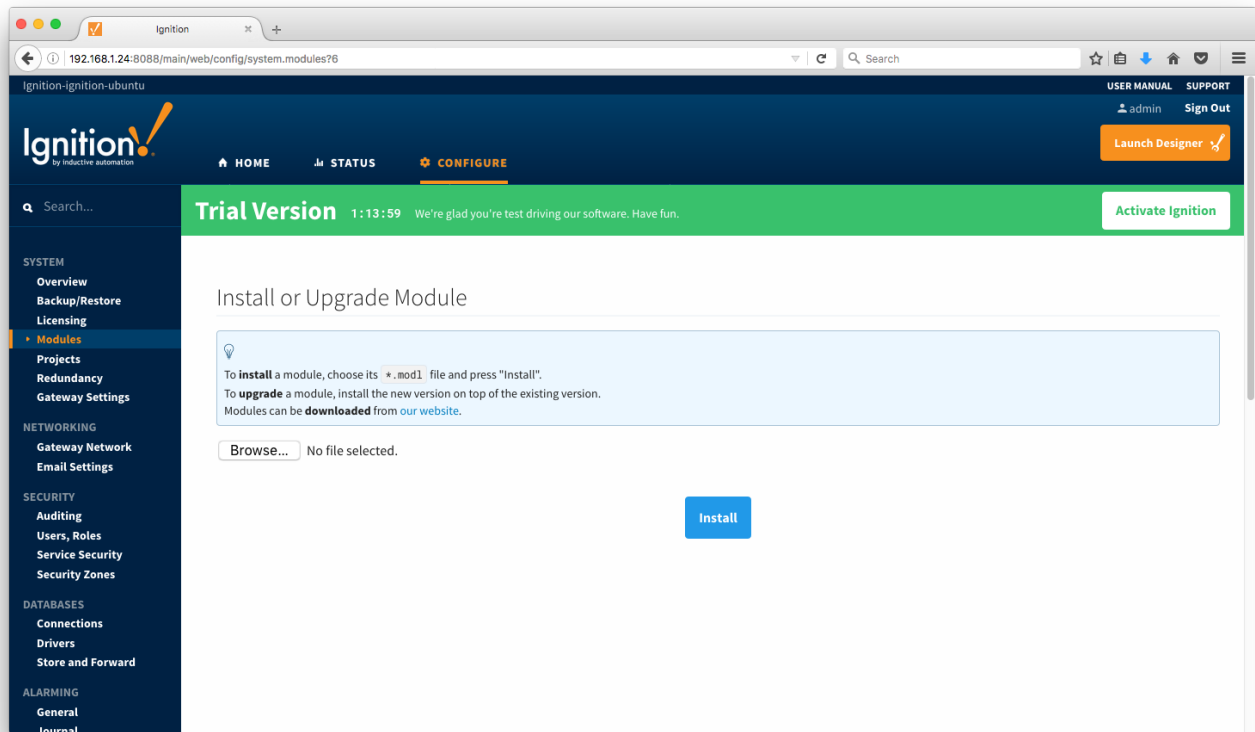 Ignition
192.168.1.24:8088/main/web/config/system.modules?6
Search
Ignition-ignition-ubuntu
USER MANUAL SUPPORT
admin Sign Out
Ignition!
by inductive automation
HOME STATUS CONFIGURE
Launch Designer
Search...
Trial Version 1:13:59 We're glad you're test driving our software. Have fun.
Activate Ignition
SYSTEM
Overview
Backup/Restore
Licensing
Modules
Projects
Redundancy
Gateway Settings
NETWORKING
Gateway Network
Email Settings
SECURITY
Auditing
Users, Roles
Service Security
Security Zones
DATABASES
Connections
Drivers
Store and Forward
ALARMING
General
Journal
Install or Upgrade Module
To install a module, choose its *.modl file and press "Install".
To upgrade a module, install the new version on top of the existing version.
Modules can be downloaded from our website.
Browse... No file selected.
Install